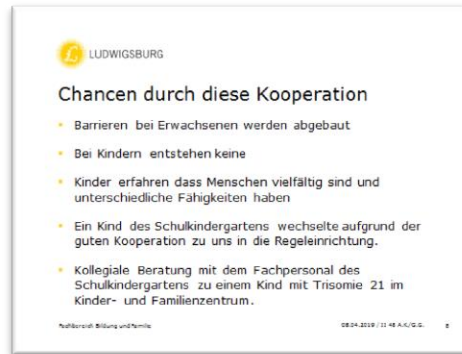 LUDWIGSBURG
Chancen durch diese Kooperation
• Barrieren bei Erwachsenen werden abgebaut
• Bei Kindern entstehen keine
• Kinder erfahren dass Menschen vielfältig sind und
unterschiedliche Fähigkeiten haben
• Ein Kind des Schulkindergartens wechselte aufgrund der
guten Kooperation zu uns in die Regeleinrichtung.
• Kollegiale Beratung mit dem Fachpersonal des
Schulkindergartens zu einem Kind mit Trisomie 21 im
Kinder- und Familienzentrum.
Fachbereich Bildung und Familie